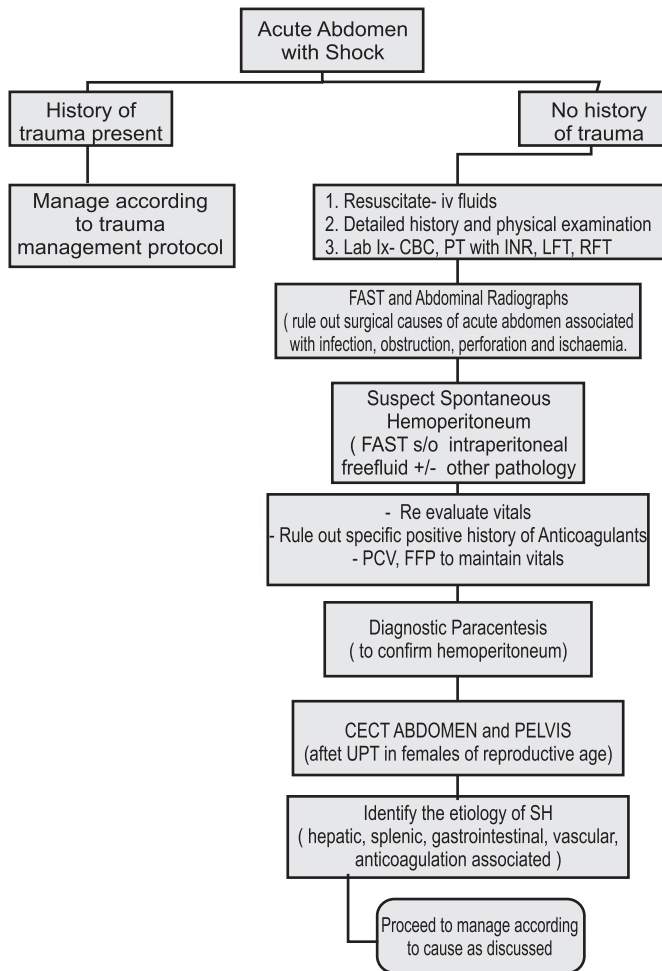 Acute Abdomen
with Shock
History of
trauma present
No history
of trauma
Manage according
to trauma
management protocol
1. Resuscitate- iv fluids
2. Detailed history and physical examination
3. Lab Ix- CBC, PT with INR, LFT, RFT
FAST and Abdominal Radiographs
( rule out surgical causes of acute abdomen associated
with infection, obstruction, perforation and ischaemia.
Suspect Spontaneous
Hemoperitoneum
( FAST s/o intraperitoneal
freefluid +/- other pathology
- Re evaluate vitals
- Rule out specific positive history of Anticoagulants
- PCV, FFP to maintain vitals
Diagnostic Paracentesis
( to confirm hemoperitoneum)
CECT ABDOMEN and PELVIS
(aftet UPT in females of reproductive age)
Identify the etiology of SH
( hepatic, splenic, gastrointestinal, vascular,
anticoagulation associated )
Proceed to manage according
to cause as discussed